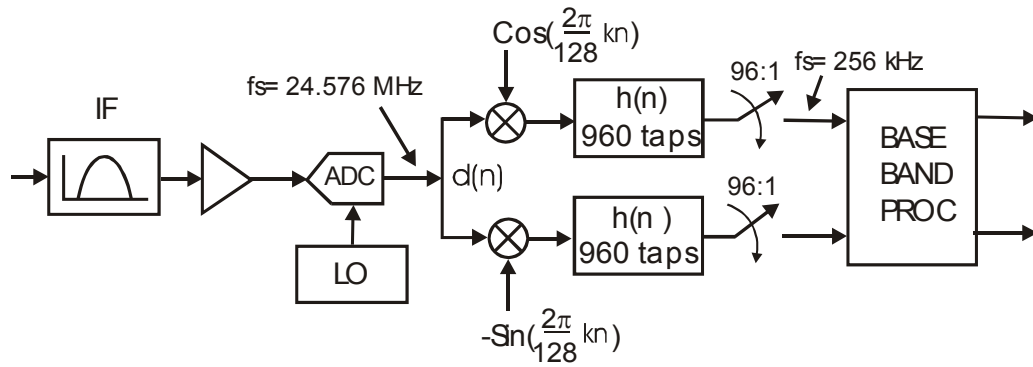 Cos(2π/128 kn)
fs= 24.576 MHz
96:1
fs= 256 kHz
IF
h(n)
960 taps
ADC
d(n)
BASE
BAND
PROC
96:1
LO
h(n )
960 taps
-Sin(2π/128 kn)